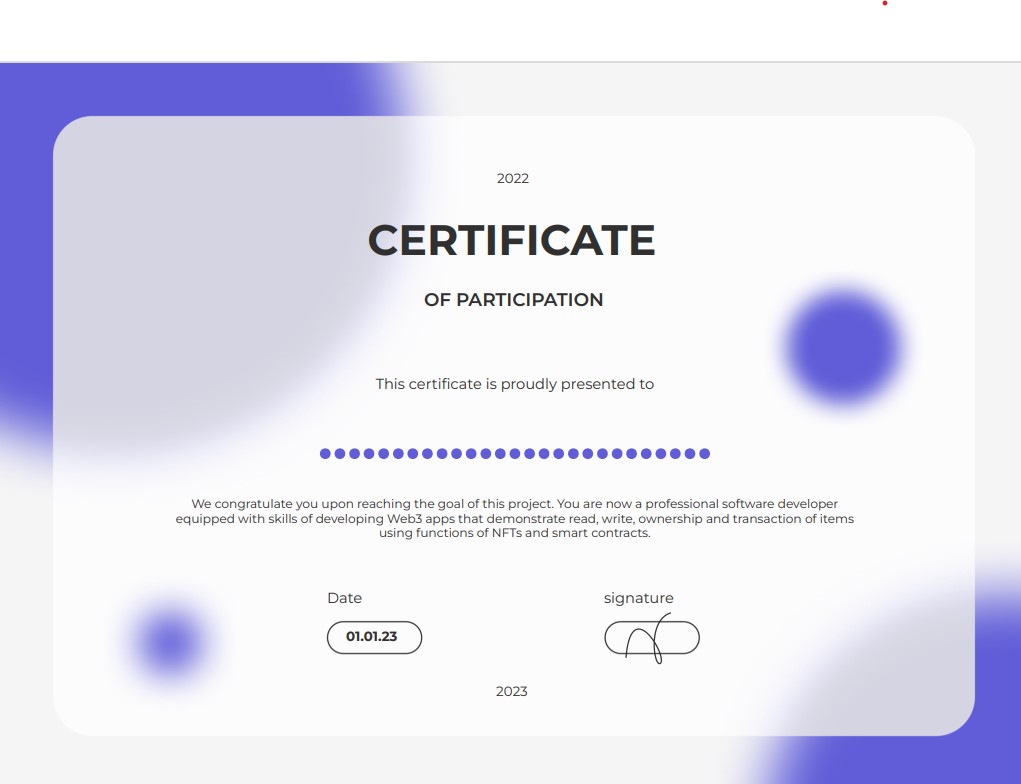 2022
CERTIFICATE
OF PARTICIPATION
This certificate is proudly presented to
We congratulate you upon reaching the goal of this project. You are now a professional software developer
equipped with skills of developing Web3 apps that demonstrate read, write, ownership and transaction of items
using functions of NFTs and smart contracts.
Date
signature
01.01.23
2023